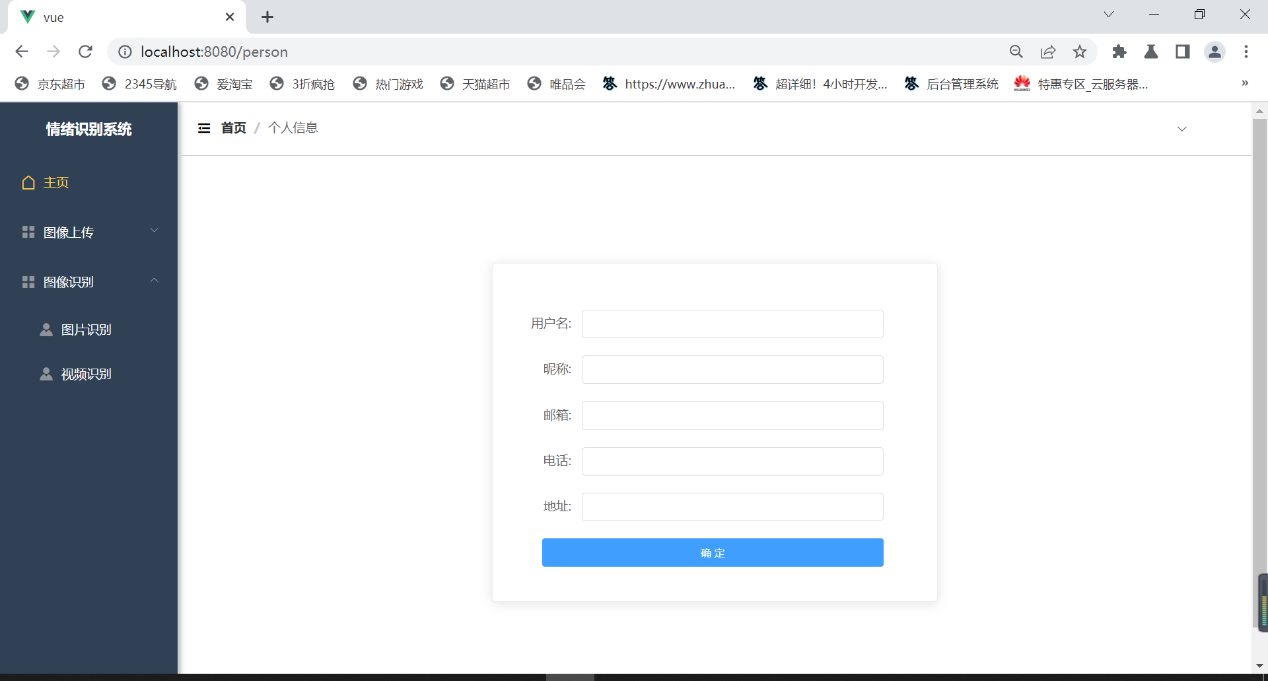 vue
localhost:8080/person
京东超市 2345导航 爱淘宝 3折疯抢 热门游戏 天猫超市 唯品会 https://www.zhua... 超详细！4小时开发... 后台管理系统 特惠专区_云服务器... »
情绪识别系统
首页 / 个人信息
主页
图像上传
图像识别
图片识别
视频识别
用户名:
昵称:
邮箱:
电话:
地址:
确 定